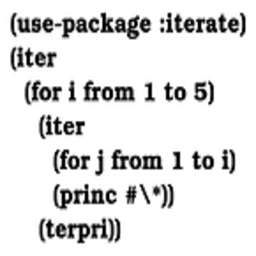 (use-package :iterate)
(iter
(for i from 1 to 5)
(iter
(for j from 1 to i)
(princ #\*))
(terpri))